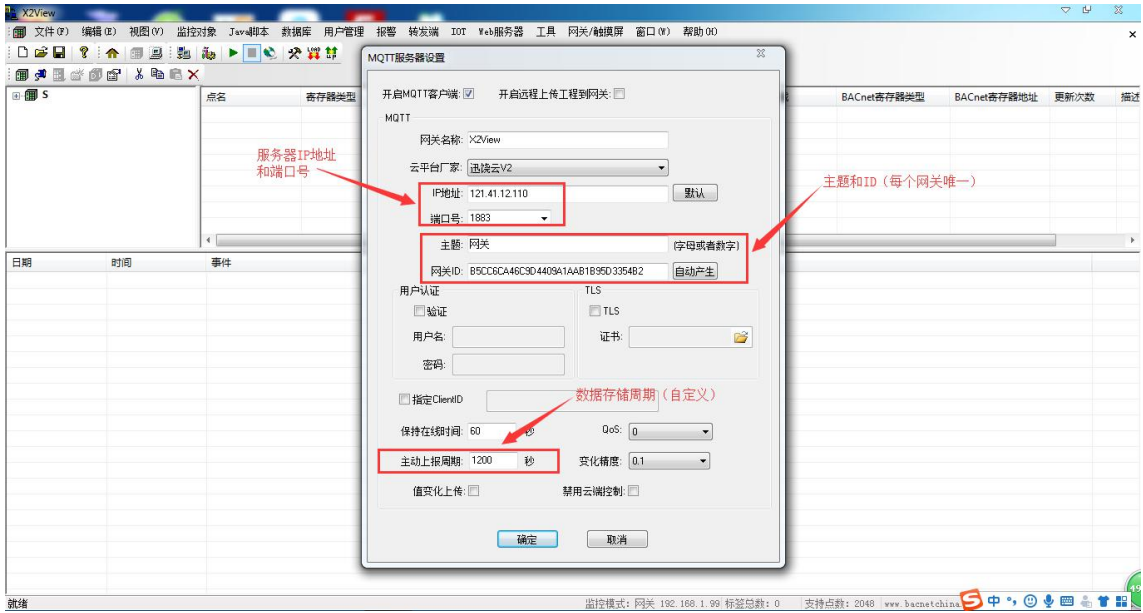 X2View
文件(F) 编辑(E) 视图(V) 监控对象 Java脚本 数据库 用户管理 报警 转发端 IOT Web服务器 工具 网关/触摸屏 窗口(W) 帮助(H)
MQTT服务器设置
S
点名 寄存器类型 BACnet寄存器类型 BACnet寄存器地址 更新次数 描述
开启MQTT客户端: 开启远程上传工程到网关:
MQTT
网关名称: X2View
云平台厂家: 迅饶云V2
服务器IP地址
和端口号
主题和ID（每个网关唯一）
IP地址: 121.41.12.110 默认
端口号: 1883
主题: 网关 (字母或者数字)
网关ID: B5CC6CA46C9D4409A1AAB1B95D3354B2 自动产生
日期 时间 事件
用户认证 TLS
验证 TLS
用户名: 证书:
密码:
数据存储周期（自定义）
指定ClientID
保持在线时间: 60 秒 QoS: 0
主动上报周期: 1200 秒 变化精度: 0.1
值变化上传: 禁用云端控制:
确定 取消
就绪 监控模式: 网关 192.168.1.99 标签总数: 0 支持点数: 2048 www.bacnetchina
中